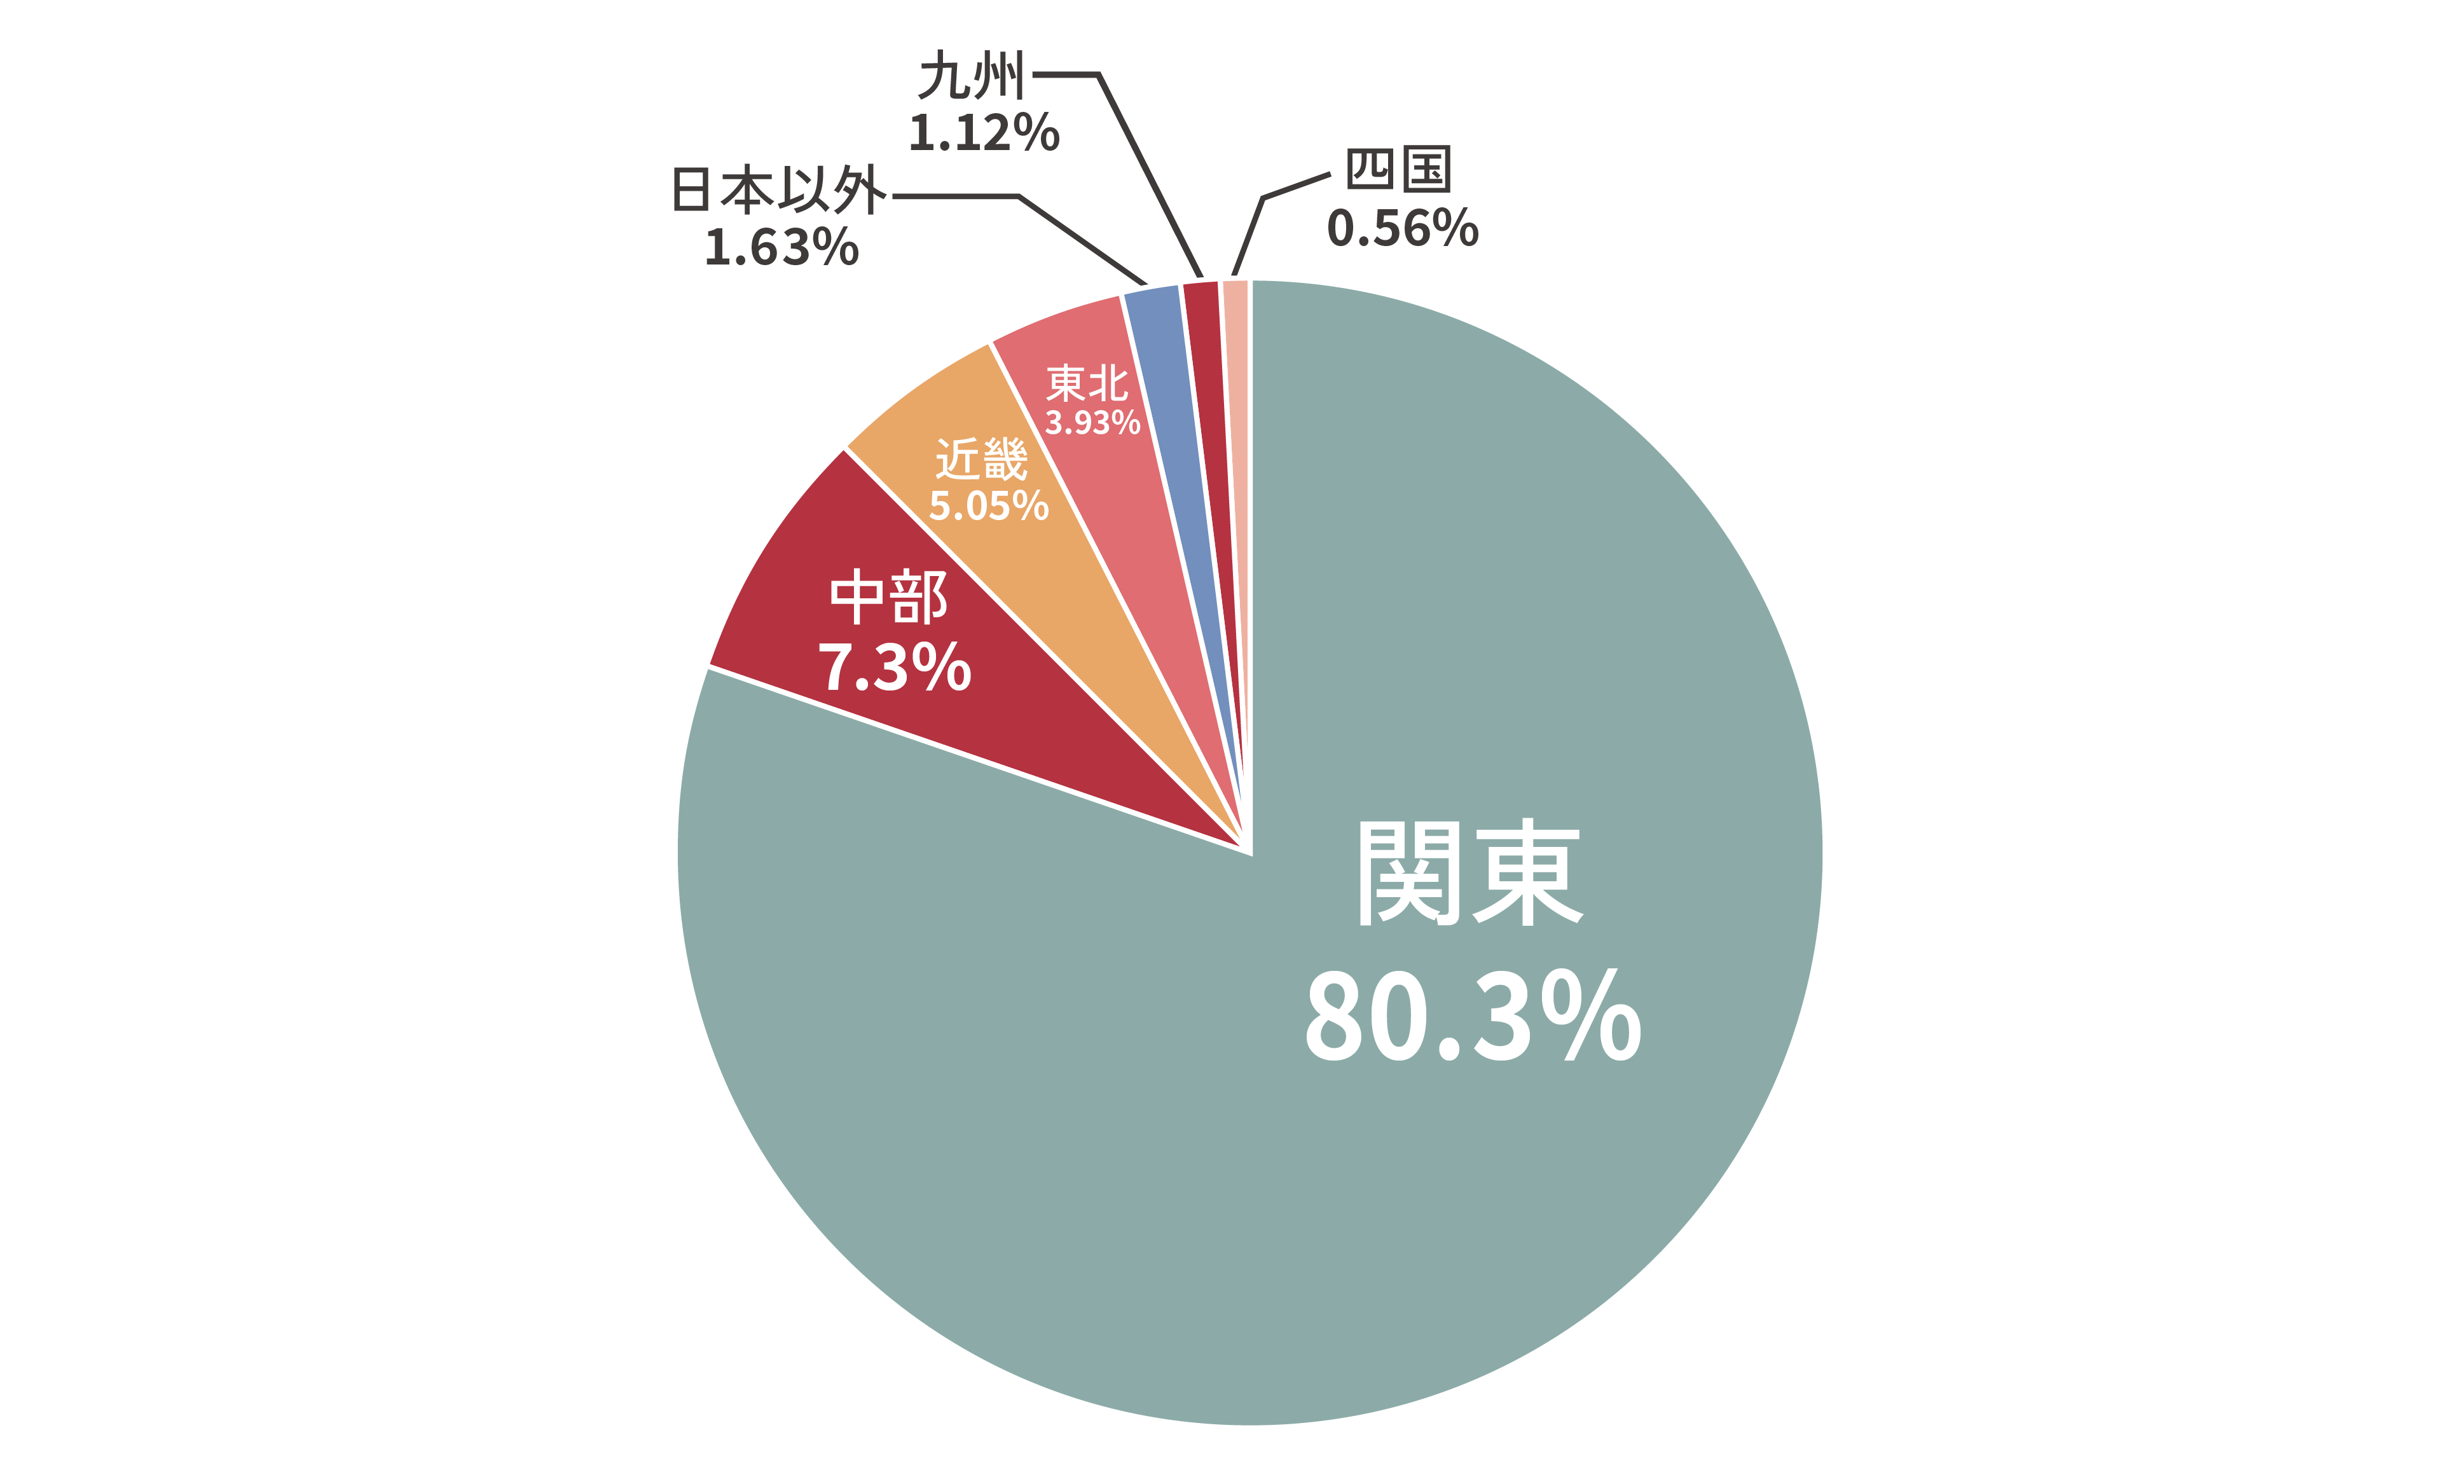 九州
1.12%
日本以外
1.63%
四国
0.56%
東北
3.93%
近畿
5.05%
中部
7.3%
関東
80.3%